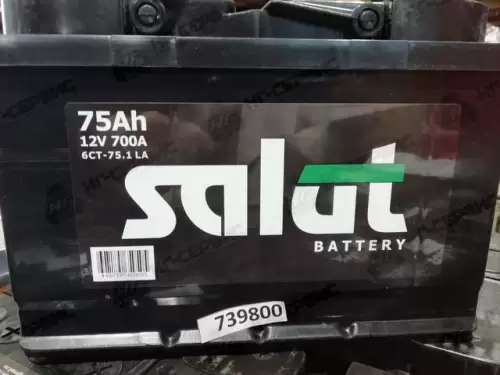 75Ah
12V 700A
6CT-75.1 LA
salut
BATTERY
739800